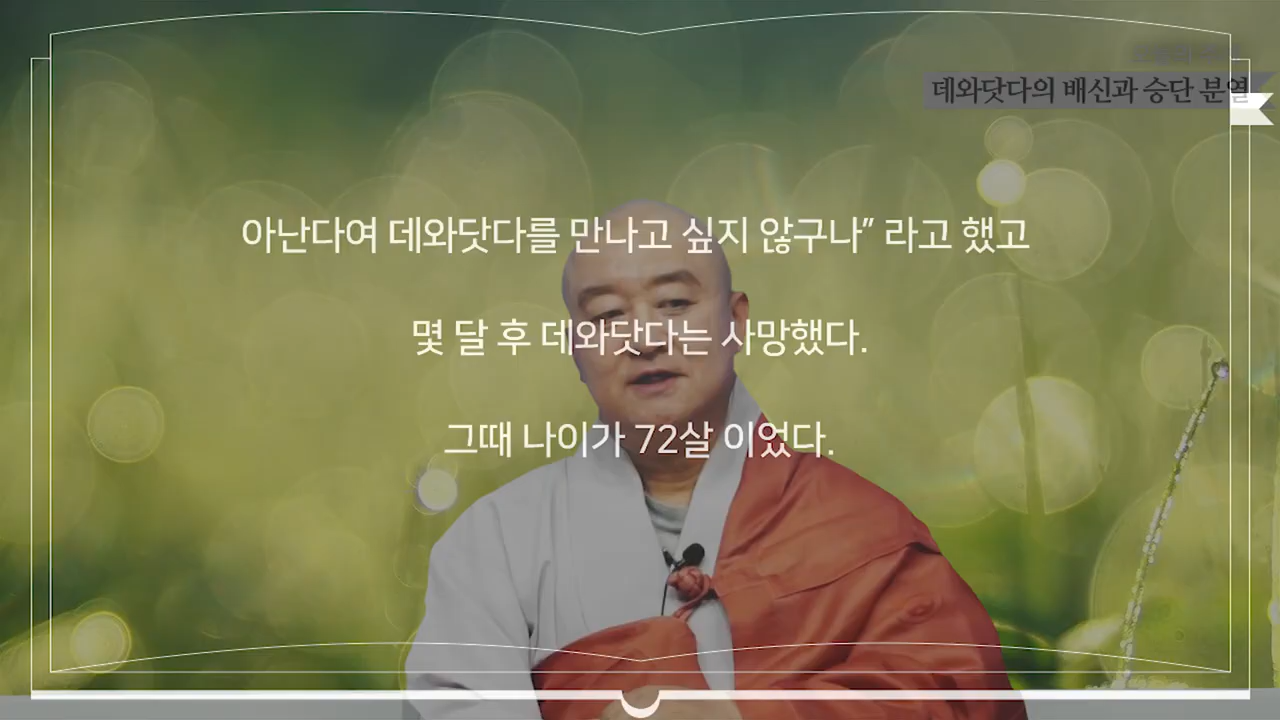 데와닷다의 배신과 승단 분열
아난다여 데와닷다를 만나고 싶지 않구나” 라고 했고
몇 달 후 데와닷다는 사망했다.
그때 나이가 72살 이었다.